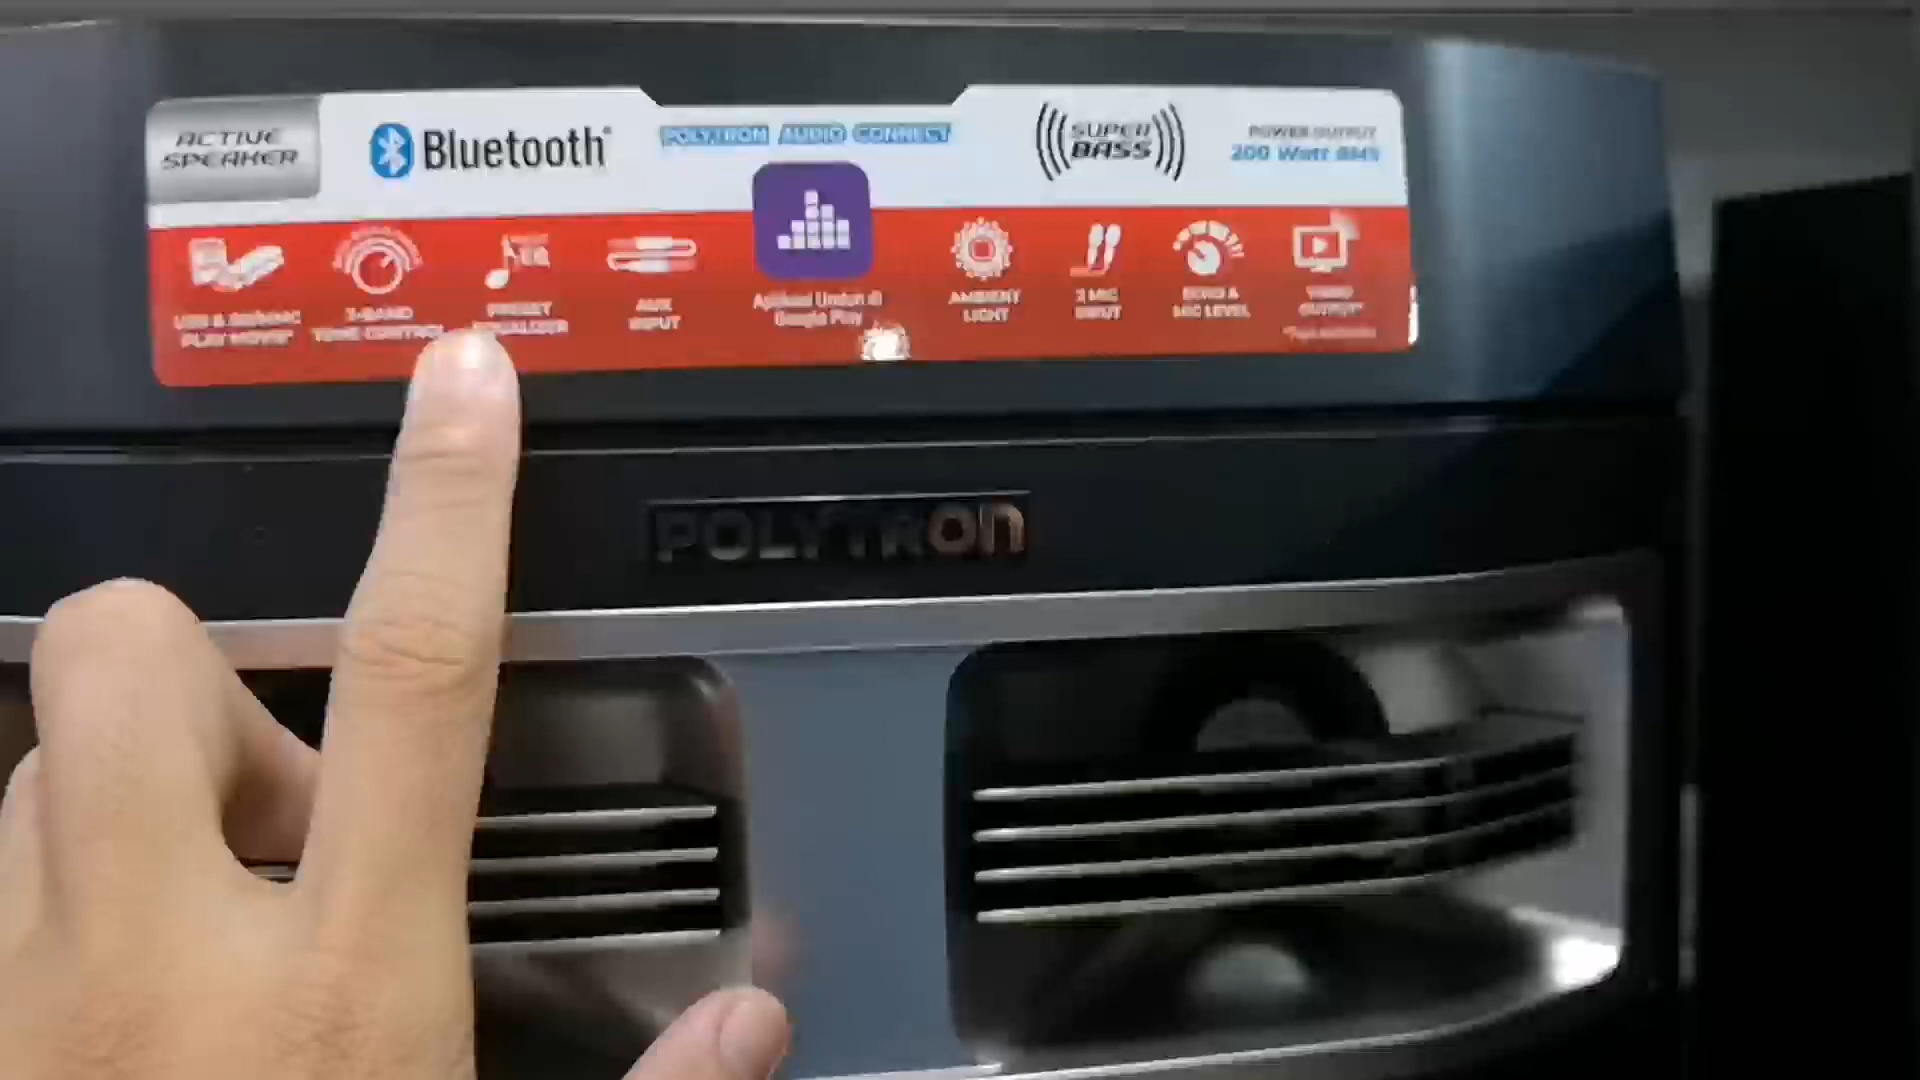 ACTIVE
SPEAKER
Bluetooth®
POLYTRON AUDIO CONNECT
SUPER
BASS
POWER OUTPUT
200 Watt RMS
PLAY MOVIE*
3-BAND
TONE CONTROL
EQ
PRESET
EQUALIZER
AUX
INPUT
Aplikasi Unduh di
Google Play
AMBIENT
LIGHT
2 MIC
INPUT
ECHO &
MIC LEVEL
VIDEO
OUTPUT*
POLYTRON